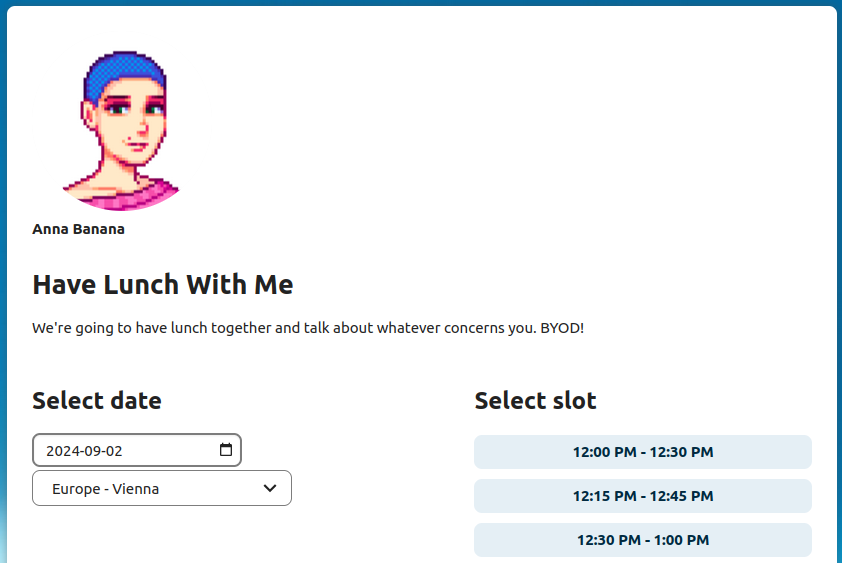 Anna Banana
Have Lunch With Me
We're going to have lunch together and talk about whatever concerns you. BYOD!
Select date
2024-09-02
Europe - Vienna
Select slot
12:00 PM - 12:30 PM
12:15 PM - 12:45 PM
12:30 PM - 1:00 PM